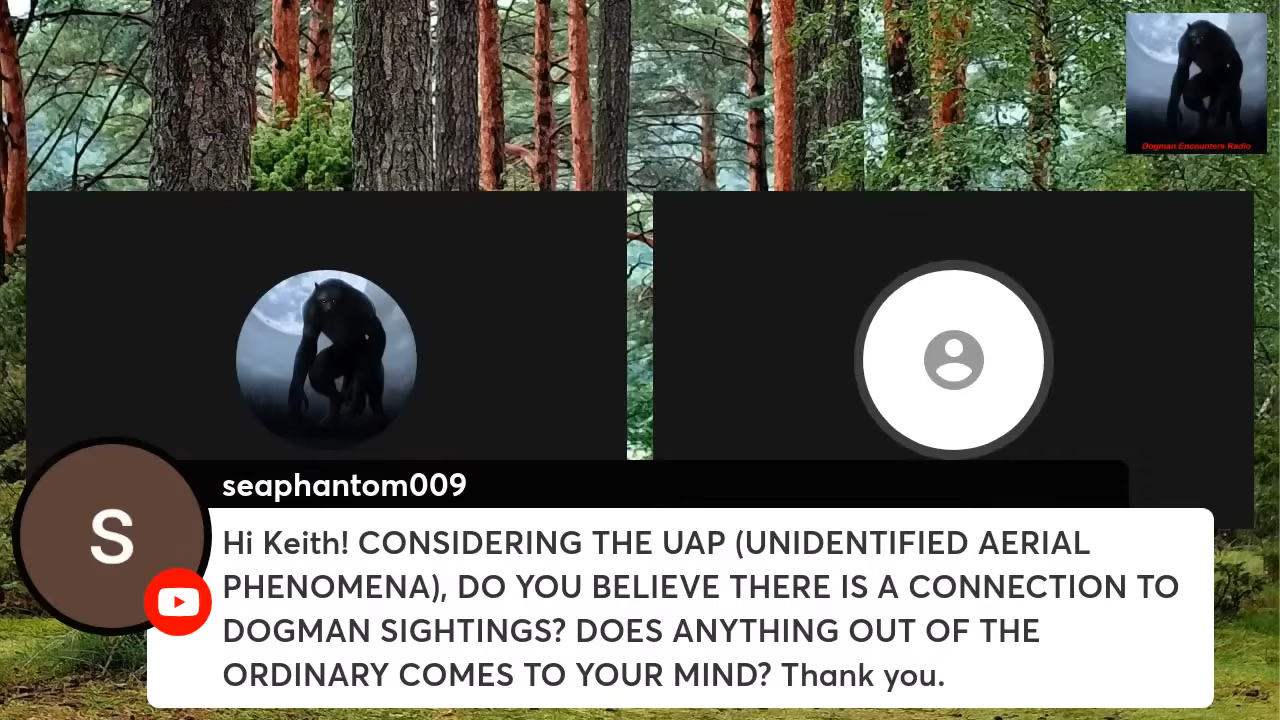 Dogman Encounters Radio
seaphantom009
S
Hi Keith! CONSIDERING THE UAP (UNIDENTIFIED AERIAL
PHENOMENA), DO YOU BELIEVE THERE IS A CONNECTION TO
DOGMAN SIGHTINGS? DOES ANYTHING OUT OF THE
ORDINARY COMES TO YOUR MIND? Thank you.